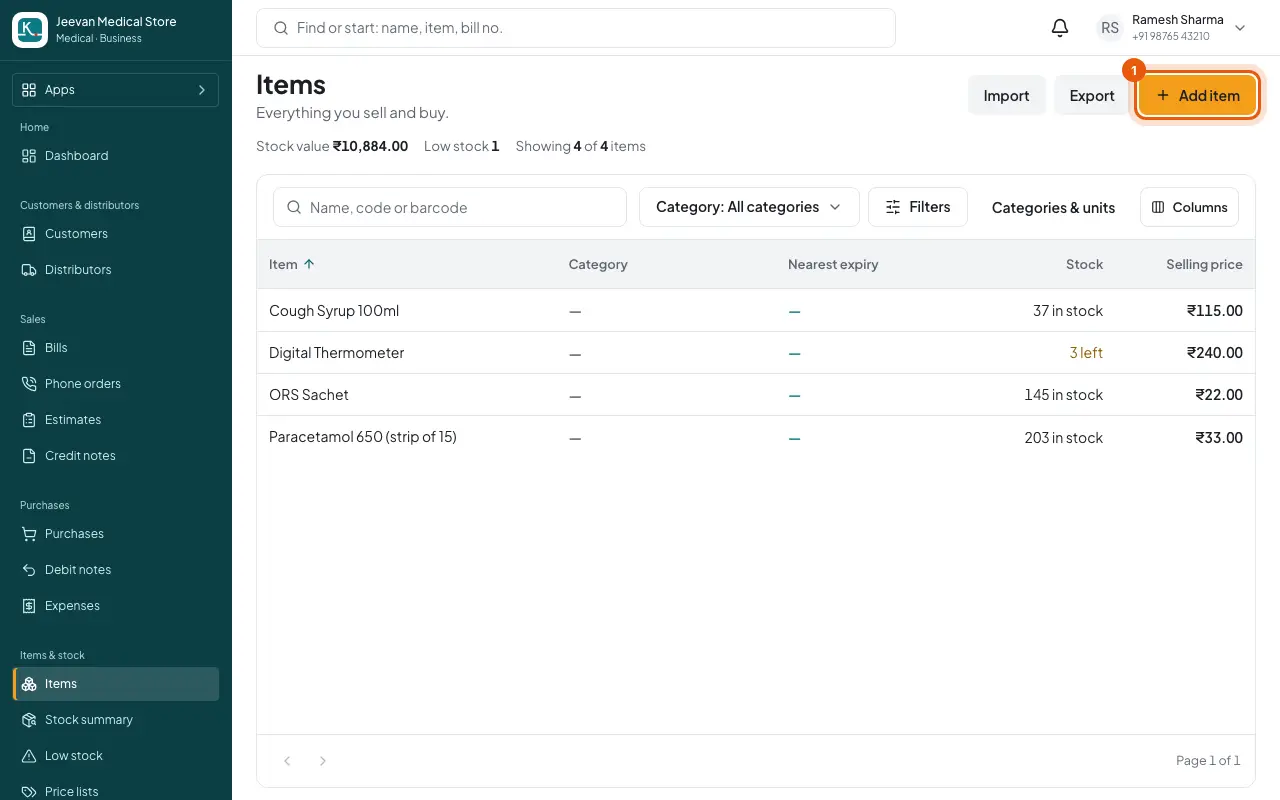 Jeevan Medical Store
Medical · Business
Apps
Home
Dashboard
Customers & distributors
Customers
Distributors
Sales
Bills
Phone orders
Estimates
Credit notes
Purchases
Purchases
Debit notes
Expenses
Items & stock
Items
Stock summary
Low stock
Price lists
Find or start: name, item, bill no.
RS
Ramesh Sharma
+91 98765 43210
Items
Everything you sell and buy.
Import
Export
1
+ Add item
Stock value ₹10,884.00 Low stock 1 Showing 4 of 4 items
Name, code or barcode
Category: All categories
Filters
Categories & units
Columns
Item ↑ Category Nearest expiry Stock Selling price
Cough Syrup 100ml — — 37 in stock ₹115.00
Digital Thermometer — — 3 left ₹240.00
ORS Sachet — — 145 in stock ₹22.00
Paracetamol 650 (strip of 15) — — 203 in stock ₹33.00
Page 1 of 1